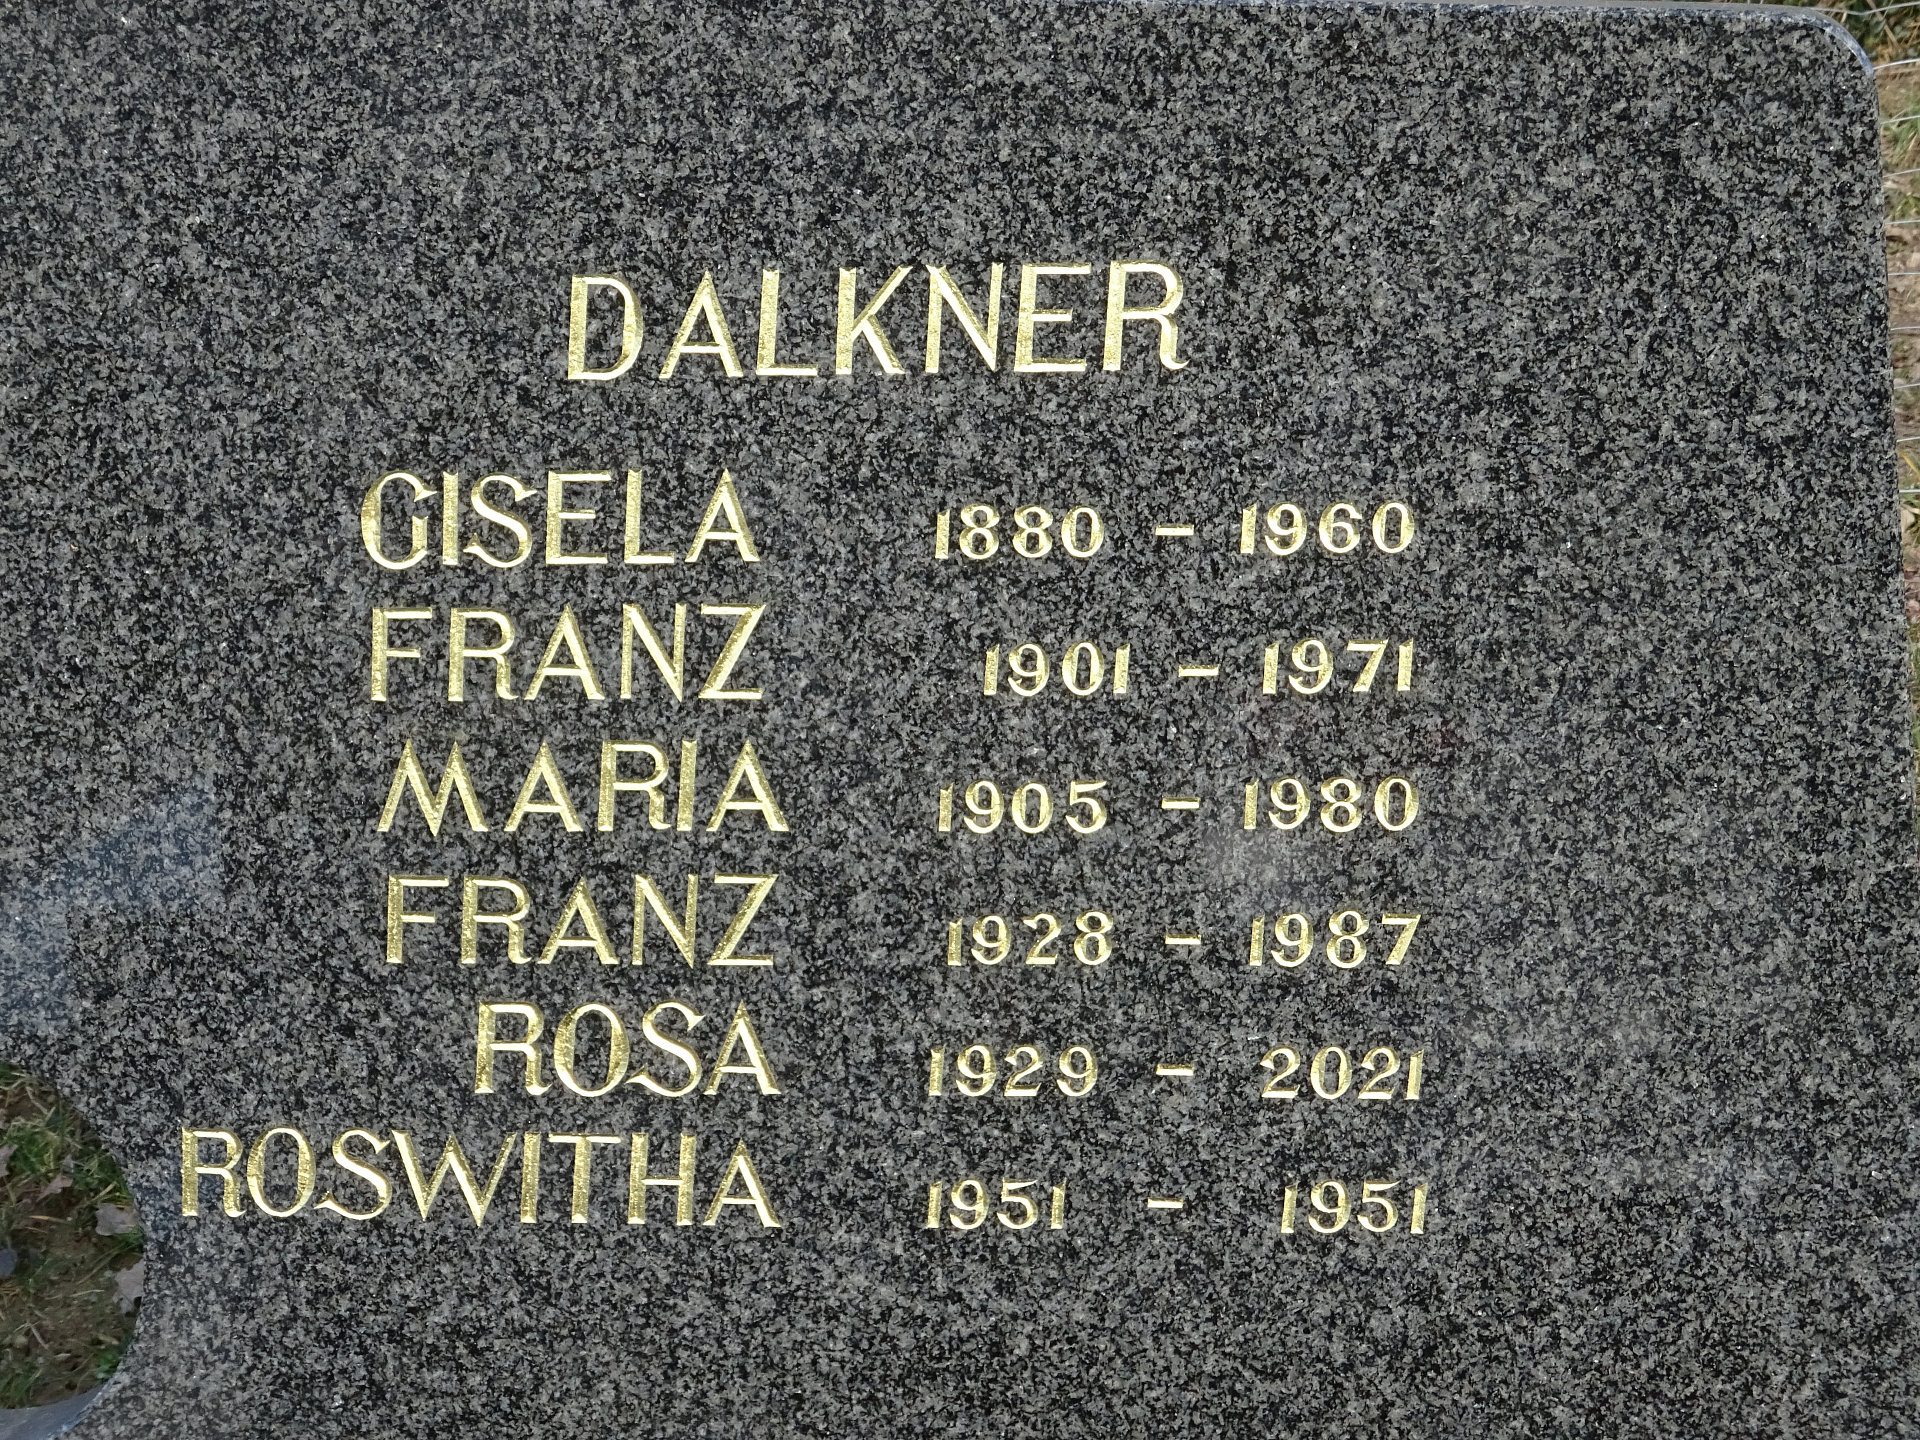 DALKNER
GISELA 1880 - 1960
FRANZ 1901 - 1971
MARIA 1905 - 1980
FRANZ 1928 - 1987
ROSA 1929 - 2021
ROSWITHA 1951 - 1951